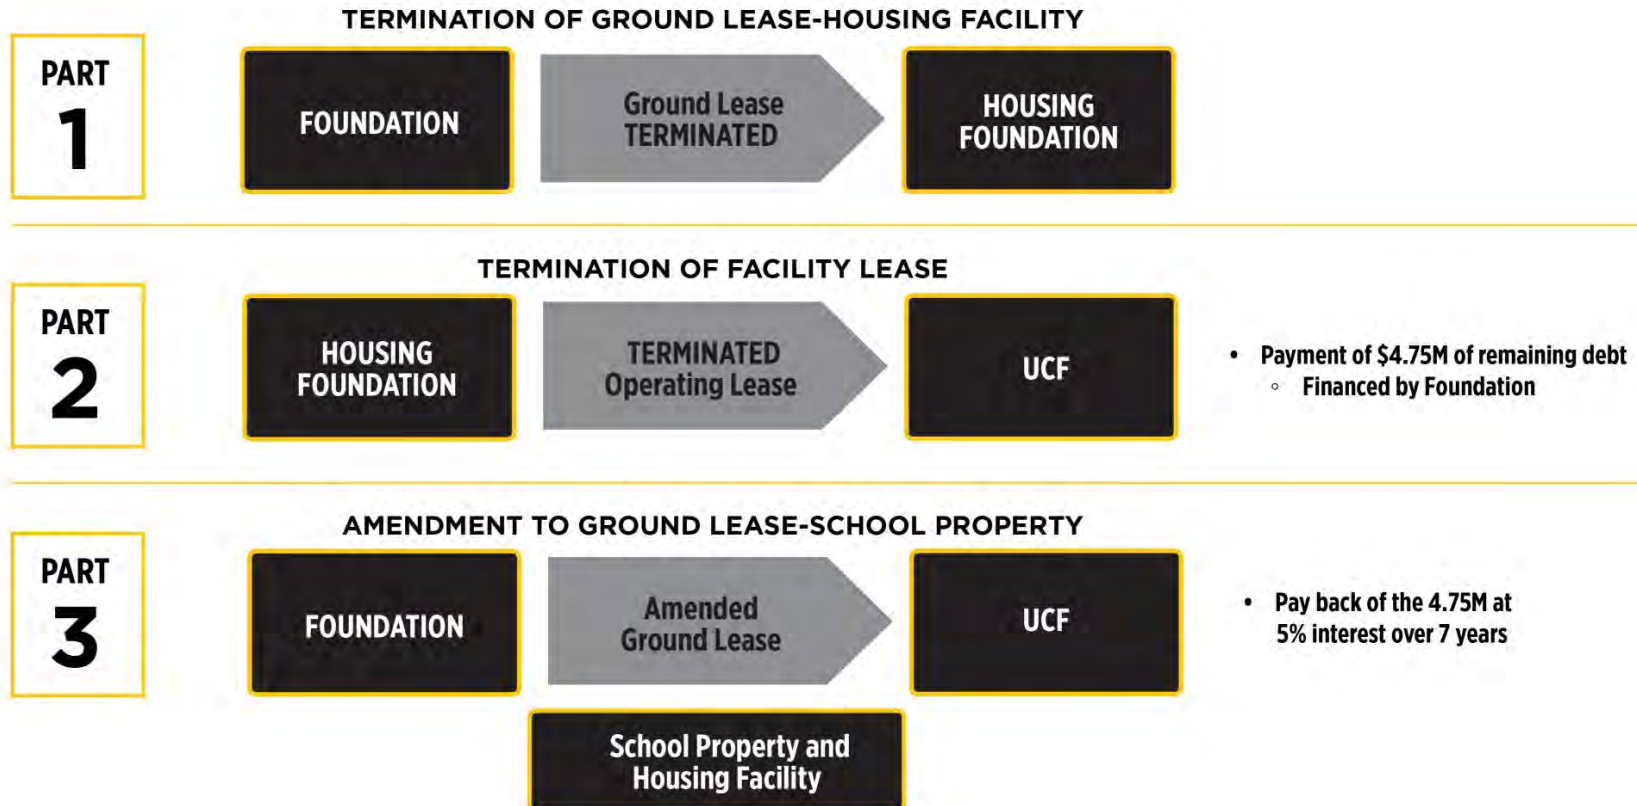 TERMINATION OF GROUND LEASE-HOUSING FACILITY
PART
1
FOUNDATION
Ground Lease
TERMINATED
HOUSING
FOUNDATION
TERMINATION OF FACILITY LEASE
PART
2
HOUSING
FOUNDATION
TERMINATED
Operating Lease
UCF
• Payment of $4.75M of remaining debt
◦ Financed by Foundation
AMENDMENT TO GROUND LEASE-SCHOOL PROPERTY
PART
3
FOUNDATION
Amended
Ground Lease
UCF
• Pay back of the 4.75M at
5% interest over 7 years
School Property and
Housing Facility